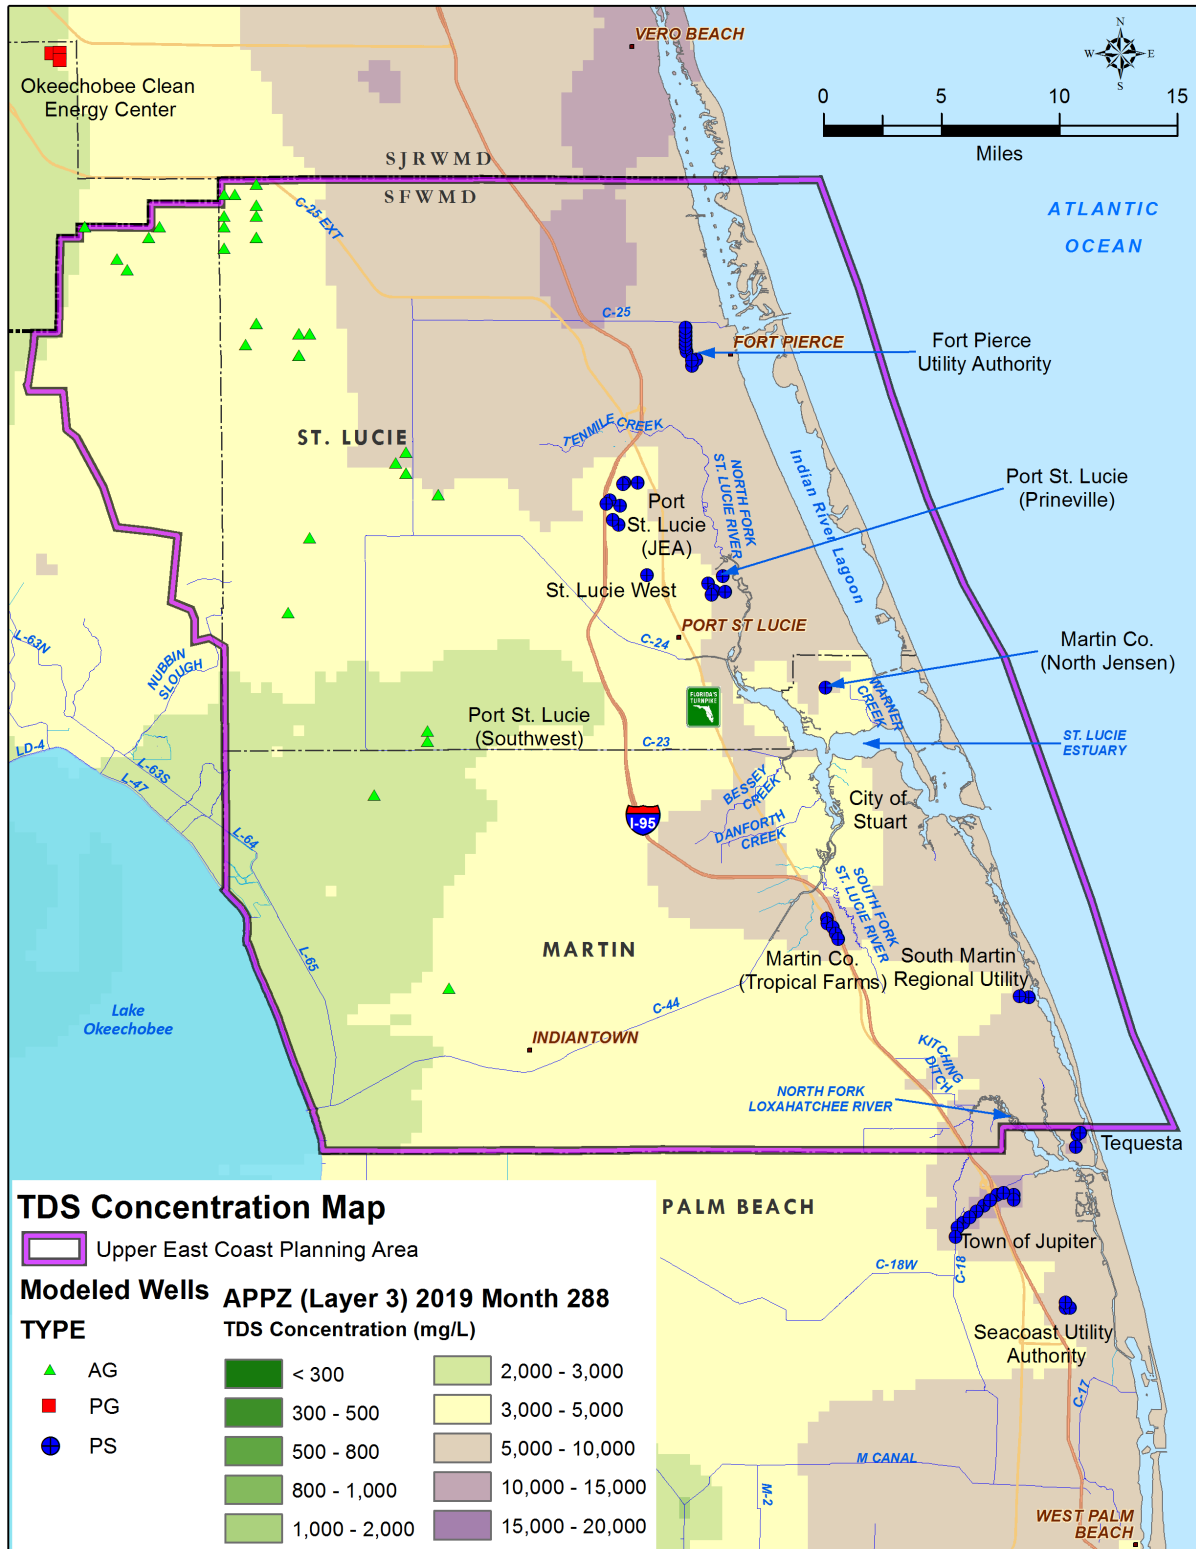 VERO BEACH
N
W
E
S
0
5
10
15
Miles
Okeechobee Clean
Energy Center
SJRWMD
SFWMD
C-25 EXT
ATLANTIC
OCEAN
C-25
FORT PIERCE
Fort Pierce
Utility Authority
ST. LUCIE
TENMILE CREEK
NORTH FORK
ST. LUCIE RIVER
Indian River Lagoon
Port St. Lucie
(Prineville)
Port
St. Lucie
(JEA)
St. Lucie West
PORT ST LUCIE
C-24
L-63N
NUBBIN
SLOUGH
Martin Co.
(North Jensen)
WARNER
CREEK
FLORIDA'S
TURNPIKE
Port St. Lucie
(Southwest)
C-23
ST. LUCIE
ESTUARY
LD-4
L-63S
L-47
BESSEY
CREEK
City of
Stuart
I-95
DANFORTH
CREEK
L-64
SOUTH FORK
ST. LUCIE RIVER
L-65
MARTIN
Martin Co.
(Tropical Farms)
South Martin
Regional Utility
Lake
Okeechobee
C-44
INDIANTOWN
KITCHING
DITCH
NORTH FORK
LOXAHATCHEE RIVER
Tequesta
PALM BEACH
Town of Jupiter
C-18W
C-18
Seacoast Utility
Authority
C-17
M CANAL
M-2
WEST PALM
BEACH
TDS Concentration Map
Upper East Coast Planning Area
Modeled Wells
TYPE
AG
PG
PS
APPZ (Layer 3) 2019 Month 288
TDS Concentration (mg/L)
< 300
300 - 500
500 - 800
800 - 1,000
1,000 - 2,000
2,000 - 3,000
3,000 - 5,000
5,000 - 10,000
10,000 - 15,000
15,000 - 20,000